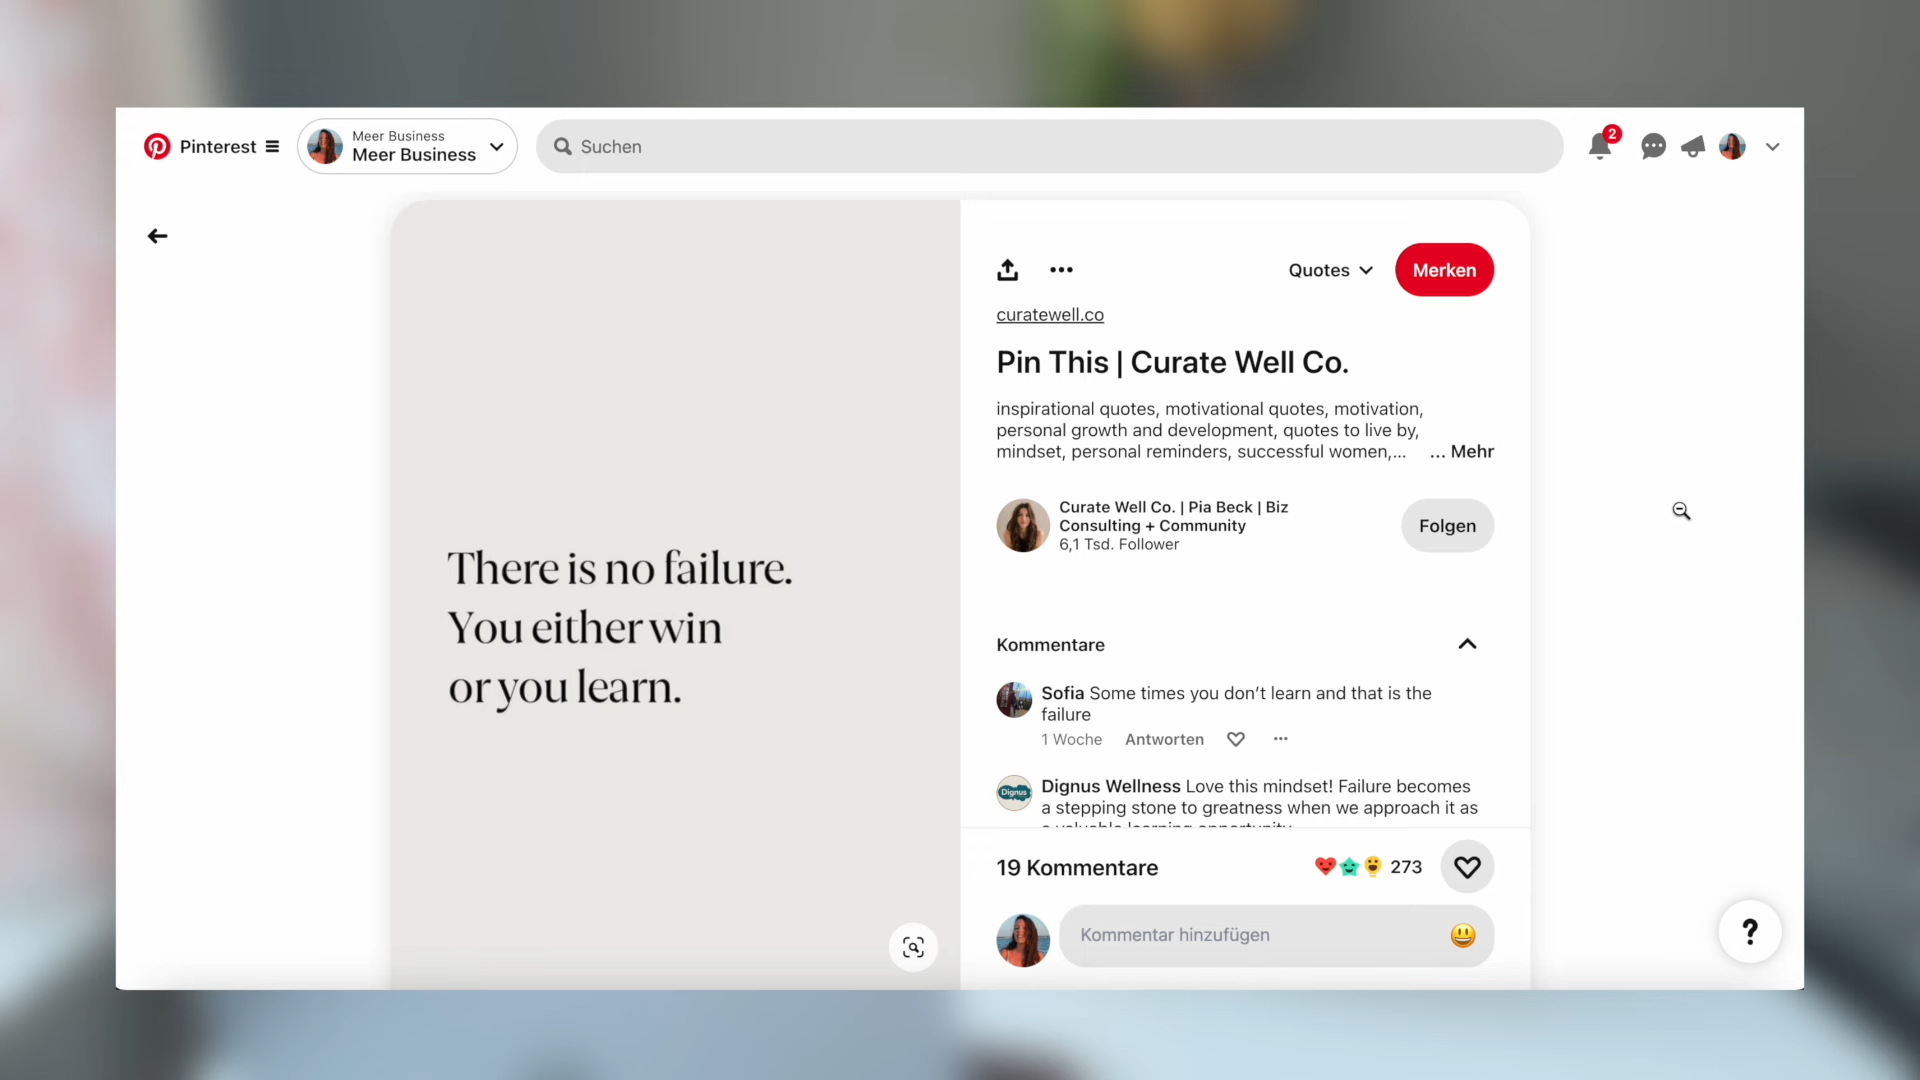 Pinterest
Meer Business
Meer Business
Suchen
2
There is no failure.
You either win
or you learn.
Quotes
Merken
curatewell.co
Pin This | Curate Well Co.
inspirational quotes, motivational quotes, motivation,
personal growth and development, quotes to live by,
mindset, personal reminders, successful women,... ... Mehr
Curate Well Co. | Pia Beck | Biz
Consulting + Community
6,1 Tsd. Follower
Folgen
Kommentare
Sofia Some times you don’t learn and that is the
failure
1 Woche Antworten
Dignus
Dignus Wellness Love this mindset! Failure becomes
a stepping stone to greatness when we approach it as
a valuable learning opportunity
19 Kommentare
273
Kommentar hinzufügen
?